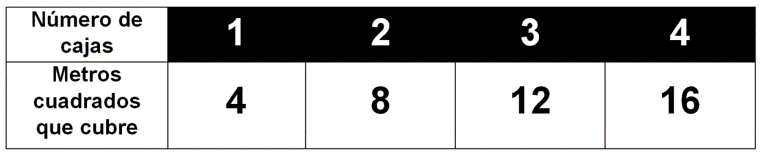 Número de
cajas
1 2 3 4
Metros
cuadrados
que cubre
4 8 12 16